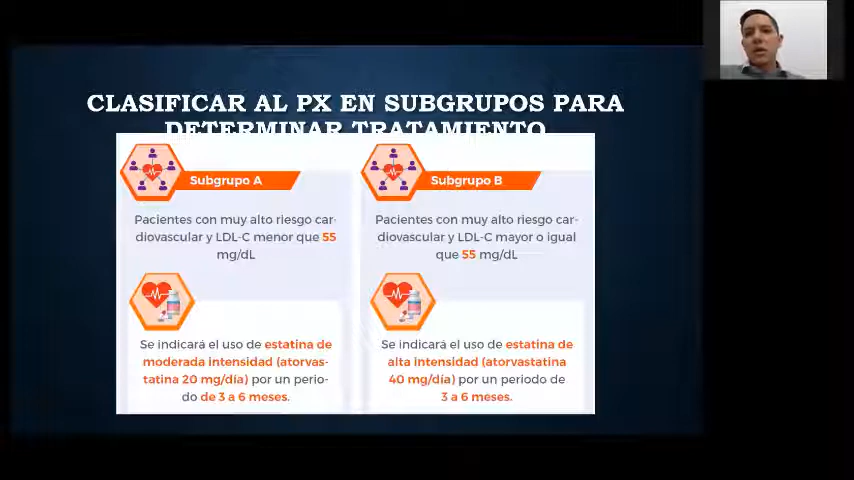 CLASIFICAR AL PX EN SUBGRUPOS PARA
DETERMINAR TRATAMIENTO
Subgrupo A
Pacientes con muy alto riesgo car-
diovascular y LDL-C menor que 55
mg/dL
Se indicará el uso de estatina de
moderada intensidad (atorvas-
tatina 20 mg/día) por un perio-
do de 3 a 6 meses.
Subgrupo B
Pacientes con muy alto riesgo car-
diovascular y LDL-C mayor o igual
que 55 mg/dL
Se indicará el uso de estatina de
alta intensidad (atorvastatina
40 mg/día) por un periodo de
3 a 6 meses.